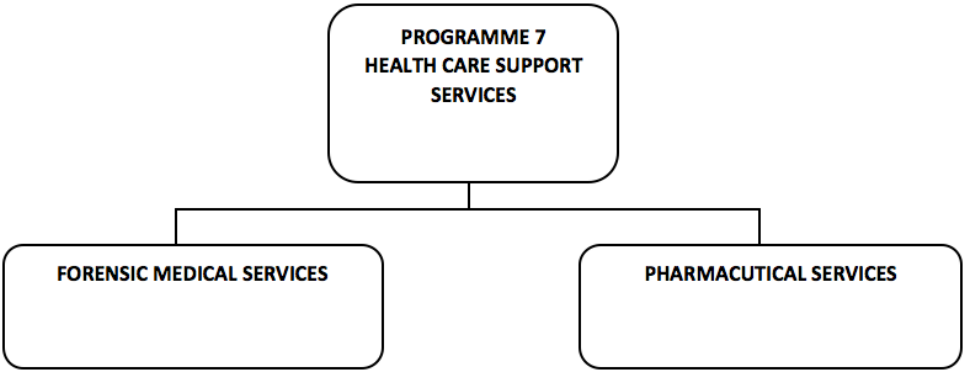 PROGRAMME 7
HEALTH CARE SUPPORT
SERVICES
FORENSIC MEDICAL SERVICES
PHARMACUTICAL SERVICES